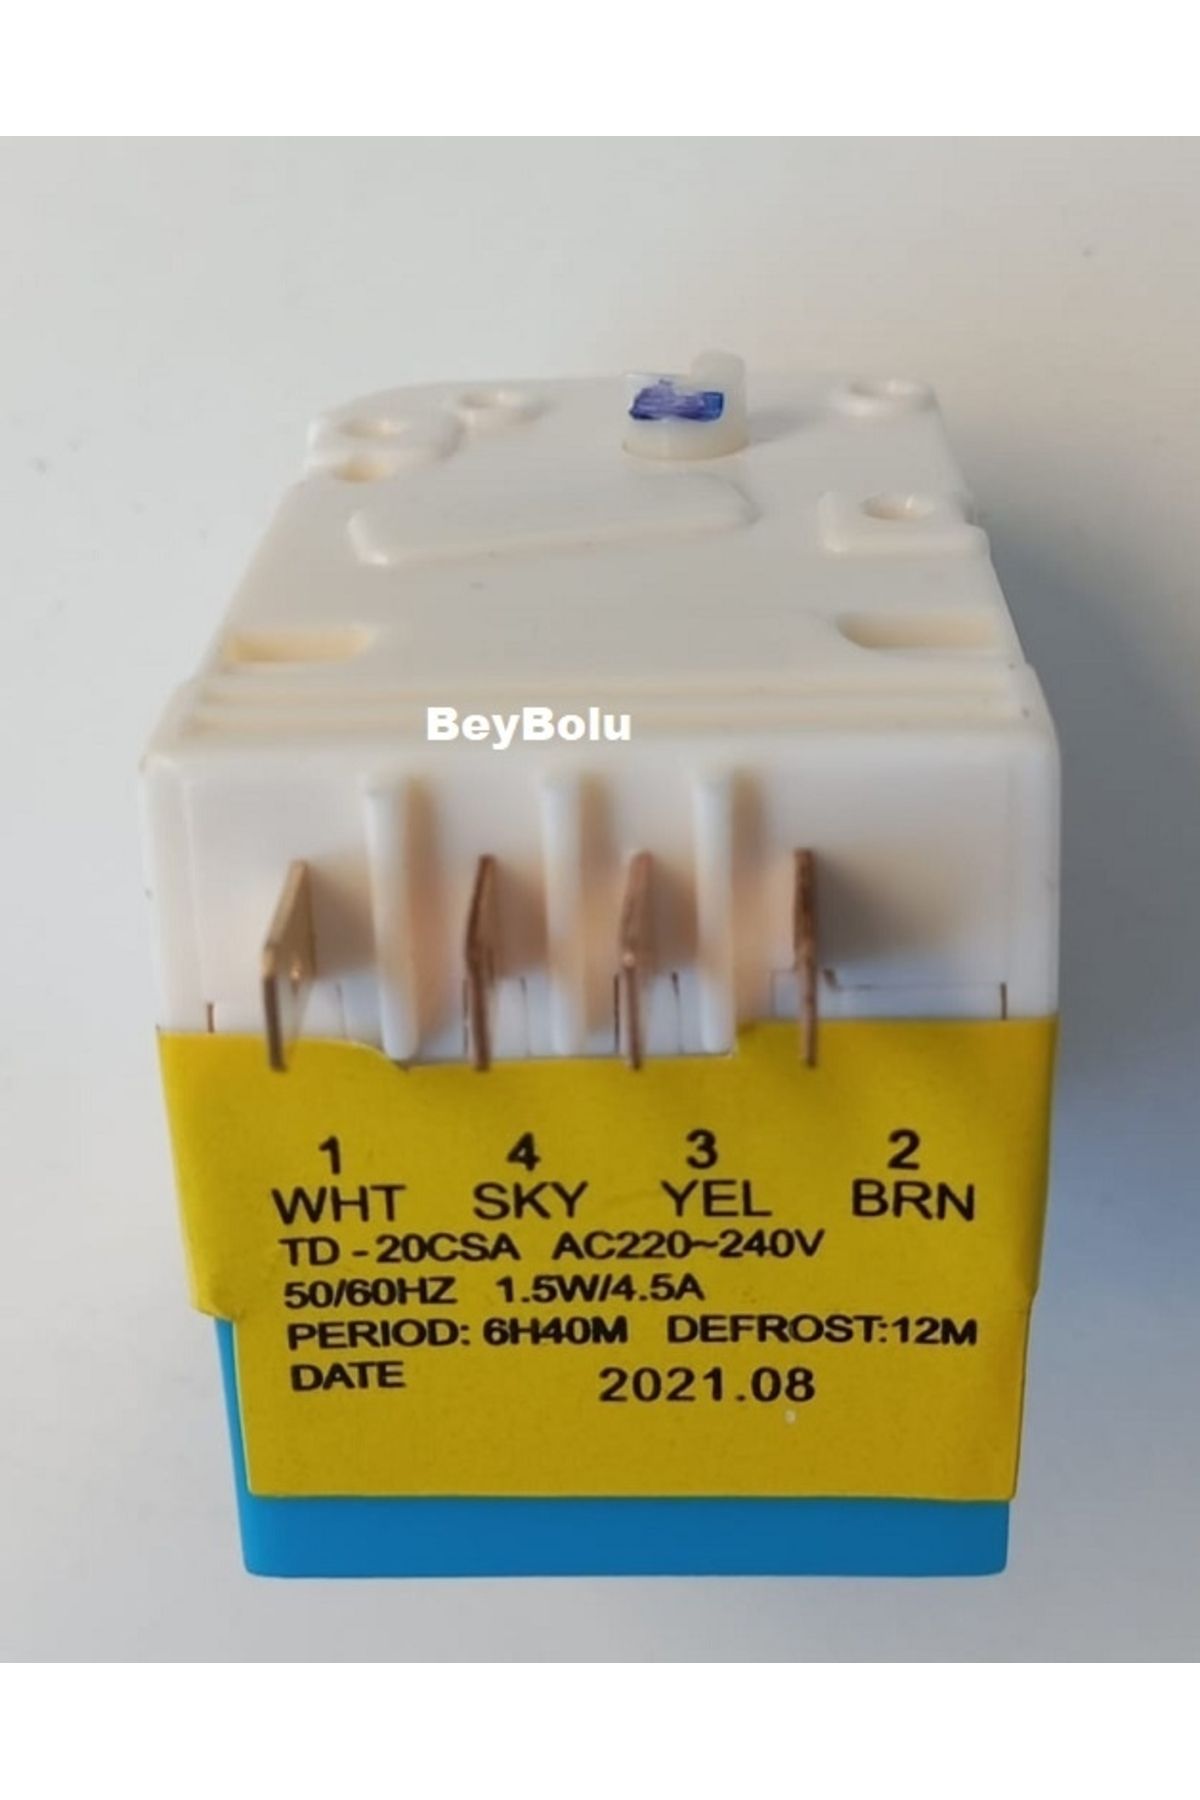 BeyBolu
1 4 3 2
WHT SKY YEL BRN
TD - 20CSA AC220~240V
50/60HZ 1.5W/4.5A
PERIOD: 6H40M DEFROST:12M
DATE 2021.08